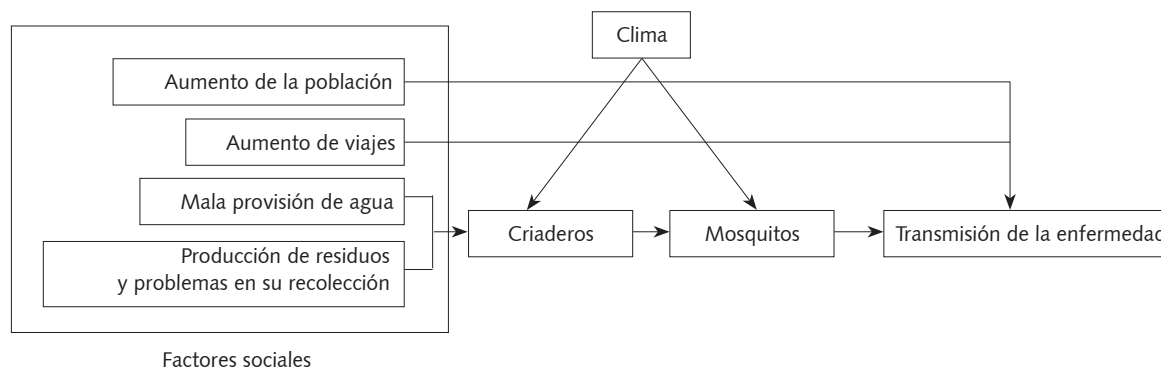 Clima
Aumento de la población
Aumento de viajes
Mala provisión de agua
Producción de residuos
y problemas en su recolección
Criaderos
Mosquitos
Transmisión de la enfermedad
Factores sociales